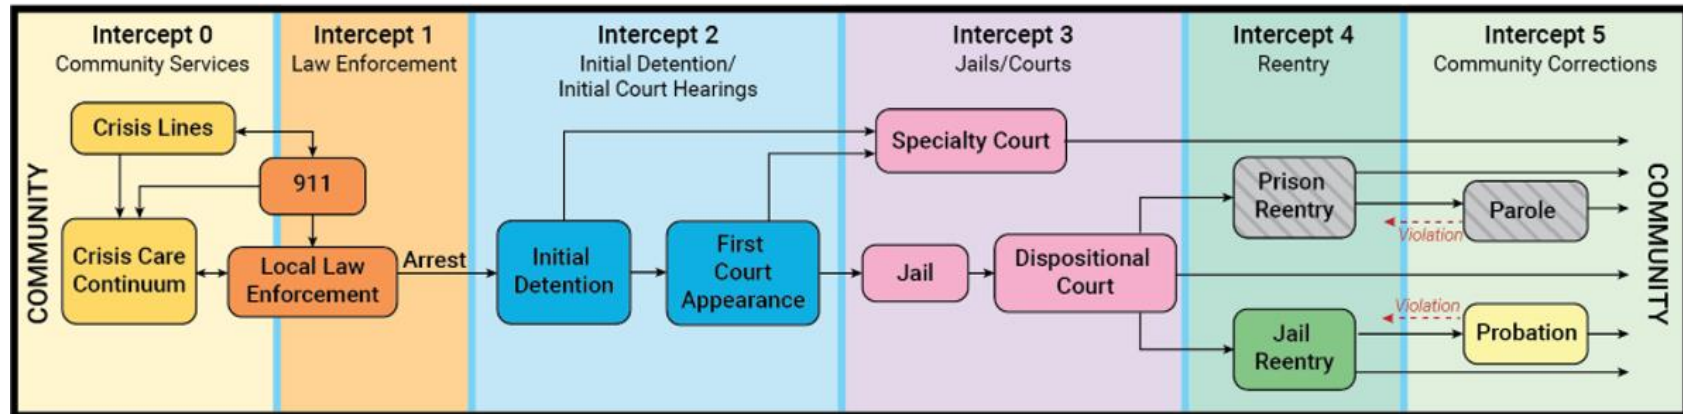 Intercept 0
Community Services
Intercept 1
Law Enforcement
Intercept 2
Initial Detention/
Initial Court Hearings
Intercept 3
Jails/Courts
Intercept 4
Reentry
Intercept 5
Community Corrections
COMMUNITY
Crisis Lines
911
Crisis Care
Continuum
Local Law
Enforcement
Arrest
Initial
Detention
First
Court
Appearance
Specialty Court
Jail
Dispositional
Court
Prison
Reentry
Parole
Violation
Violation
Jail
Reentry
Probation
COMMUNITY